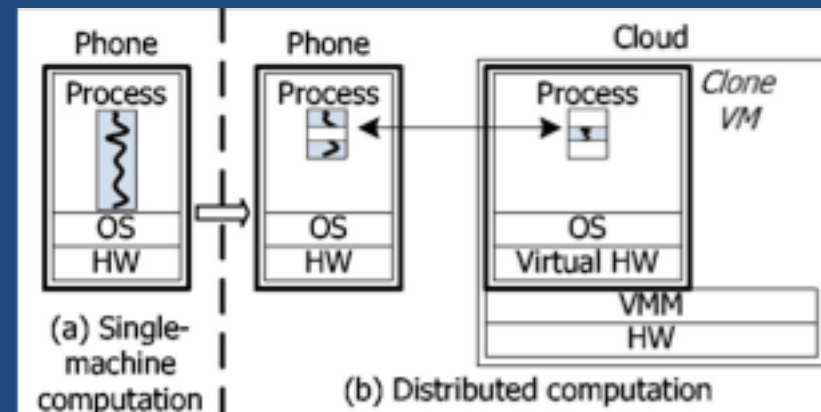 Phone
Process
OS
HW
(a) Single-
machine
computation
Phone
Process
OS
HW
Cloud
Clone
VM
Process
OS
Virtual HW
VMM
HW
(b) Distributed computation